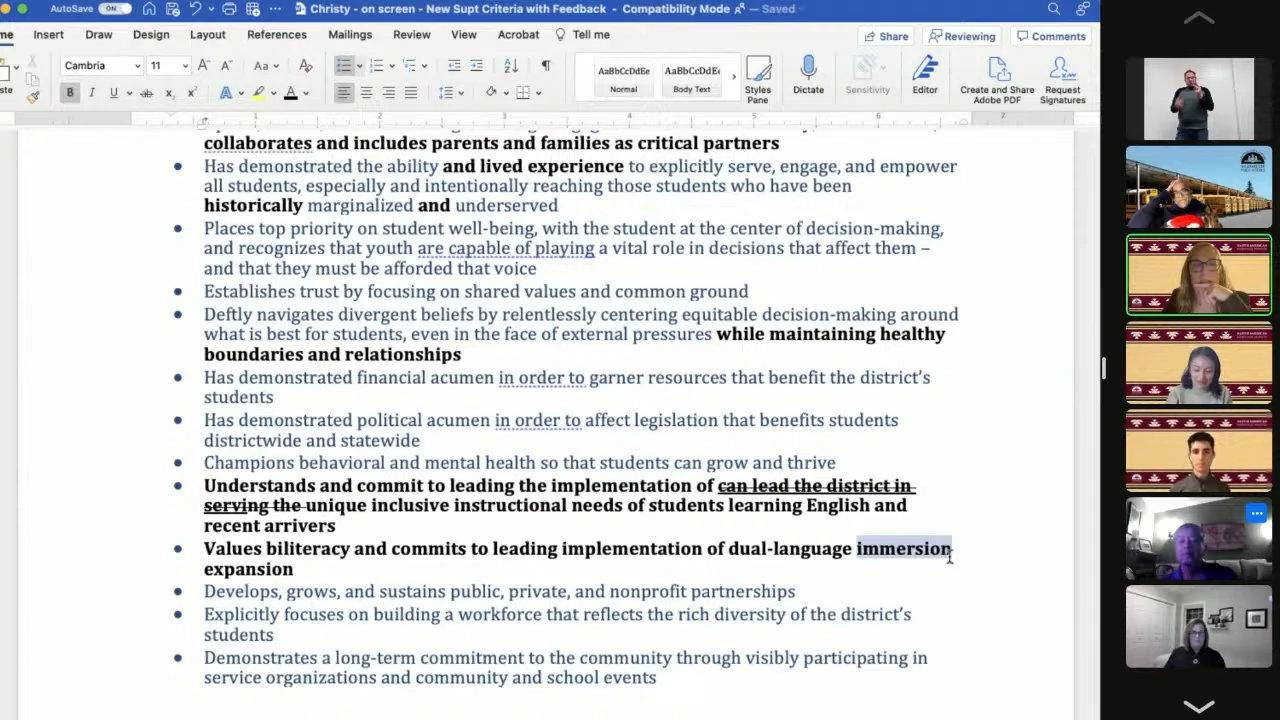 AutoSave ON Christy - on screen - New Supt Criteria with Feedback - Compatibility Mode — Saved
me Insert Draw Design Layout References Mailings Review View Acrobat Tell me Share Reviewing Comments
Cambria 11 Aa AaBbCcDdEe AaBbCcDdEe
ste B I U ab x x A A Normal Body Text Styles Pane Dictate Sensitivity Editor Create and Share Adobe PDF Request Signatures
1 2 3 4 5 6 7
collaborates and includes parents and families as critical partners
• Has demonstrated the ability and lived experience to explicitly serve, engage, and empower
all students, especially and intentionally reaching those students who have been
historically marginalized and underserved
• Places top priority on student well-being, with the student at the center of decision-making,
and recognizes that youth are capable of playing a vital role in decisions that affect them –
and that they must be afforded that voice
• Establishes trust by focusing on shared values and common ground
• Deftly navigates divergent beliefs by relentlessly centering equitable decision-making around
what is best for students, even in the face of external pressures while maintaining healthy
boundaries and relationships
• Has demonstrated financial acumen in order to garner resources that benefit the district's
students
• Has demonstrated political acumen in order to affect legislation that benefits students
districtwide and statewide
• Champions behavioral and mental health so that students can grow and thrive
• Understands and commit to leading the implementation of can lead the district in
serving the unique inclusive instructional needs of students learning English and
recent arrivers
• Values biliteracy and commits to leading implementation of dual-language immersion
expansion
• Develops, grows, and sustains public, private, and nonprofit partnerships
• Explicitly focuses on building a workforce that reflects the rich diversity of the district's
students
• Demonstrates a long-term commitment to the community through visibly participating in
service organizations and community and school events